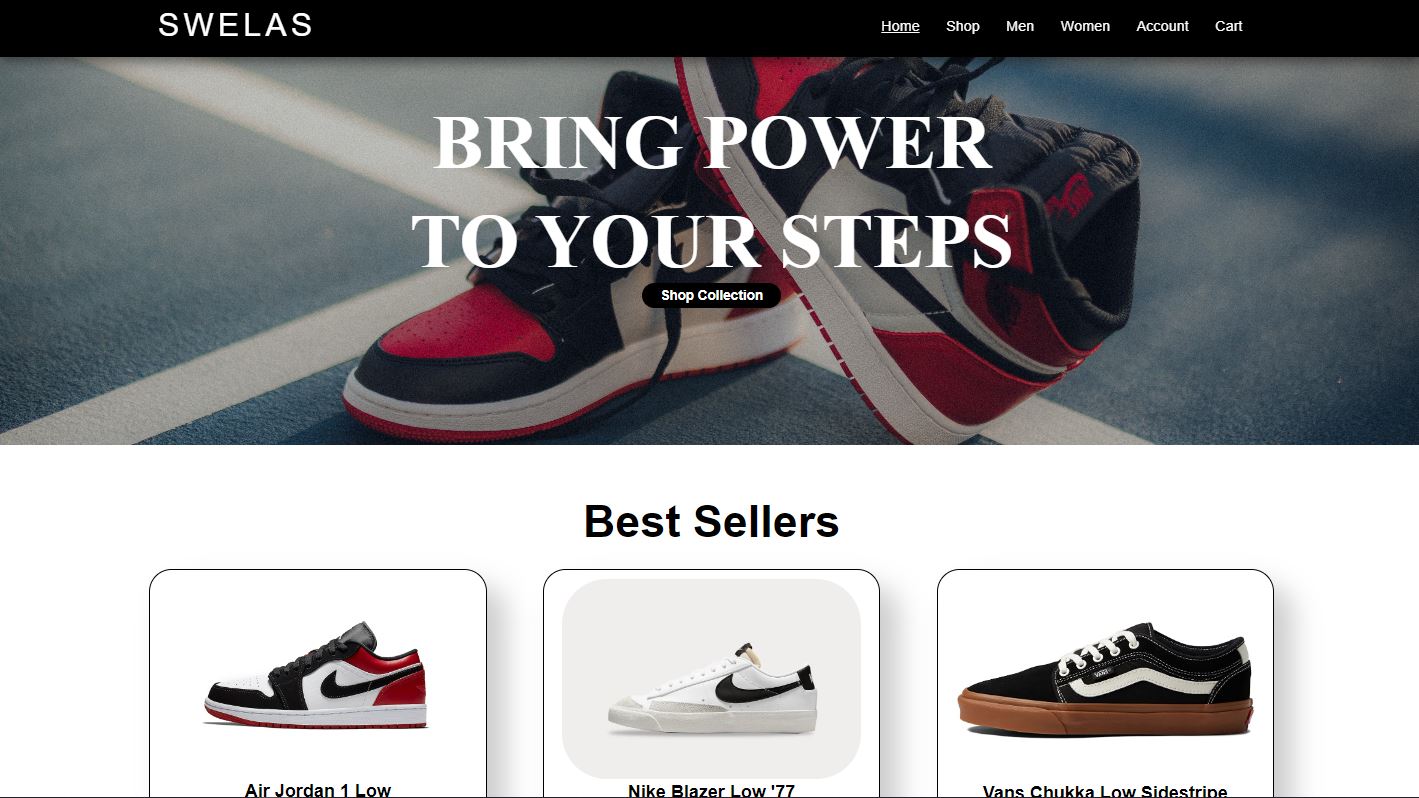 SWELAS
Home Shop Men Women Account Cart
BRING POWER
TO YOUR STEPS
Shop Collection
Best Sellers
VANS
Air Jordan 1 Low
Nike Blazer Low '77
Vans Chukka Low Sidestripe